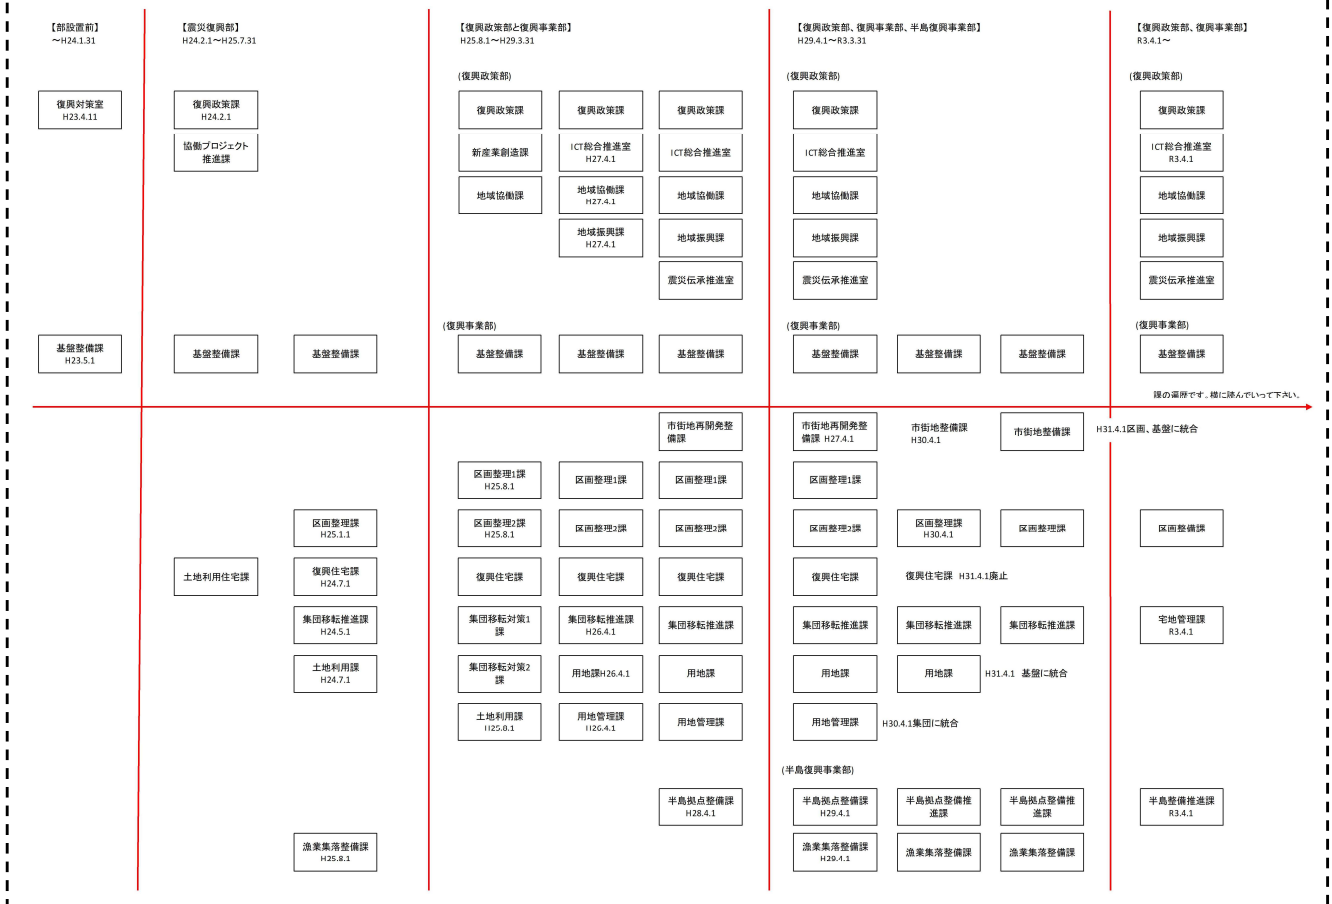 【部設置前】
～H24.1.31
【震災復興部】
H24.2.1～H25.7.31
【復興政策部と復興事業部】
H25.8.1～H29.3.31
【復興政策部、復興事業部、半島復興事業部】
H29.4.1～R3.3.31
【復興政策部、復興事業部】
R3.4.1～
(復興政策部)
(復興政策部)
(復興政策部)
復興対策室
H23.4.11
復興政策課
H24.2.1
復興政策課
復興政策課
復興政策課
復興政策課
復興政策課
協働プロジェクト
推進課
新産業創造課
ICT総合推進室
H27.4.1
ICT総合推進室
ICT総合推進室
ICT総合推進室
R3.4.1
地域協働課
地域協働課
H27.4.1
地域協働課
地域協働課
地域協働課
地域振興課
H27.4.1
地域振興課
地域振興課
地域振興課
震災伝承推進室
震災伝承推進室
震災伝承推進室
(復興事業部)
(復興事業部)
(復興事業部)
基盤整備課
H23.5.1
基盤整備課
基盤整備課
基盤整備課
基盤整備課
基盤整備課
基盤整備課
基盤整備課
基盤整備課
基盤整備課
課の遍歴です。横に読んでいって下さい。
市街地再開発整
備課
市街地再開発整
備課 H27.4.1
市街地整備課
H30.4.1
市街地整備課
H31.4.1区画、基盤に統合
区画整理1課
H25.8.1
区画整理1課
区画整理1課
区画整理1課
区画整理課
H25.1.1
区画整理2課
H25.8.1
区画整理2課
区画整理2課
区画整理2課
区画整理課
H30.4.1
区画整理課
区画整備課
土地利用住宅課
復興住宅課
H24.7.1
復興住宅課
復興住宅課
復興住宅課
復興住宅課
復興住宅課 H31.4.1廃止
集団移転推進課
H24.5.1
集団移転対策1
課
集団移転推進課
H26.4.1
集団移転推進課
集団移転推進課
集団移転推進課
集団移転推進課
宅地管理課
R3.4.1
土地利用課
H24.7.1
集団移転対策2
課
用地課H26.4.1
用地課
用地課
用地課
H31.4.1 基盤に統合
土地利用課
H25.8.1
用地管理課
H26.4.1
用地管理課
用地管理課
H30.4.1集団に統合
(半島復興事業部)
半島拠点整備課
H28.4.1
半島拠点整備課
H29.4.1
半島拠点整備推
進課
半島拠点整備推
進課
半島整備推進課
R3.4.1
漁業集落整備課
H25.8.1
漁業集落整備課
H29.4.1
漁業集落整備課
漁業集落整備課